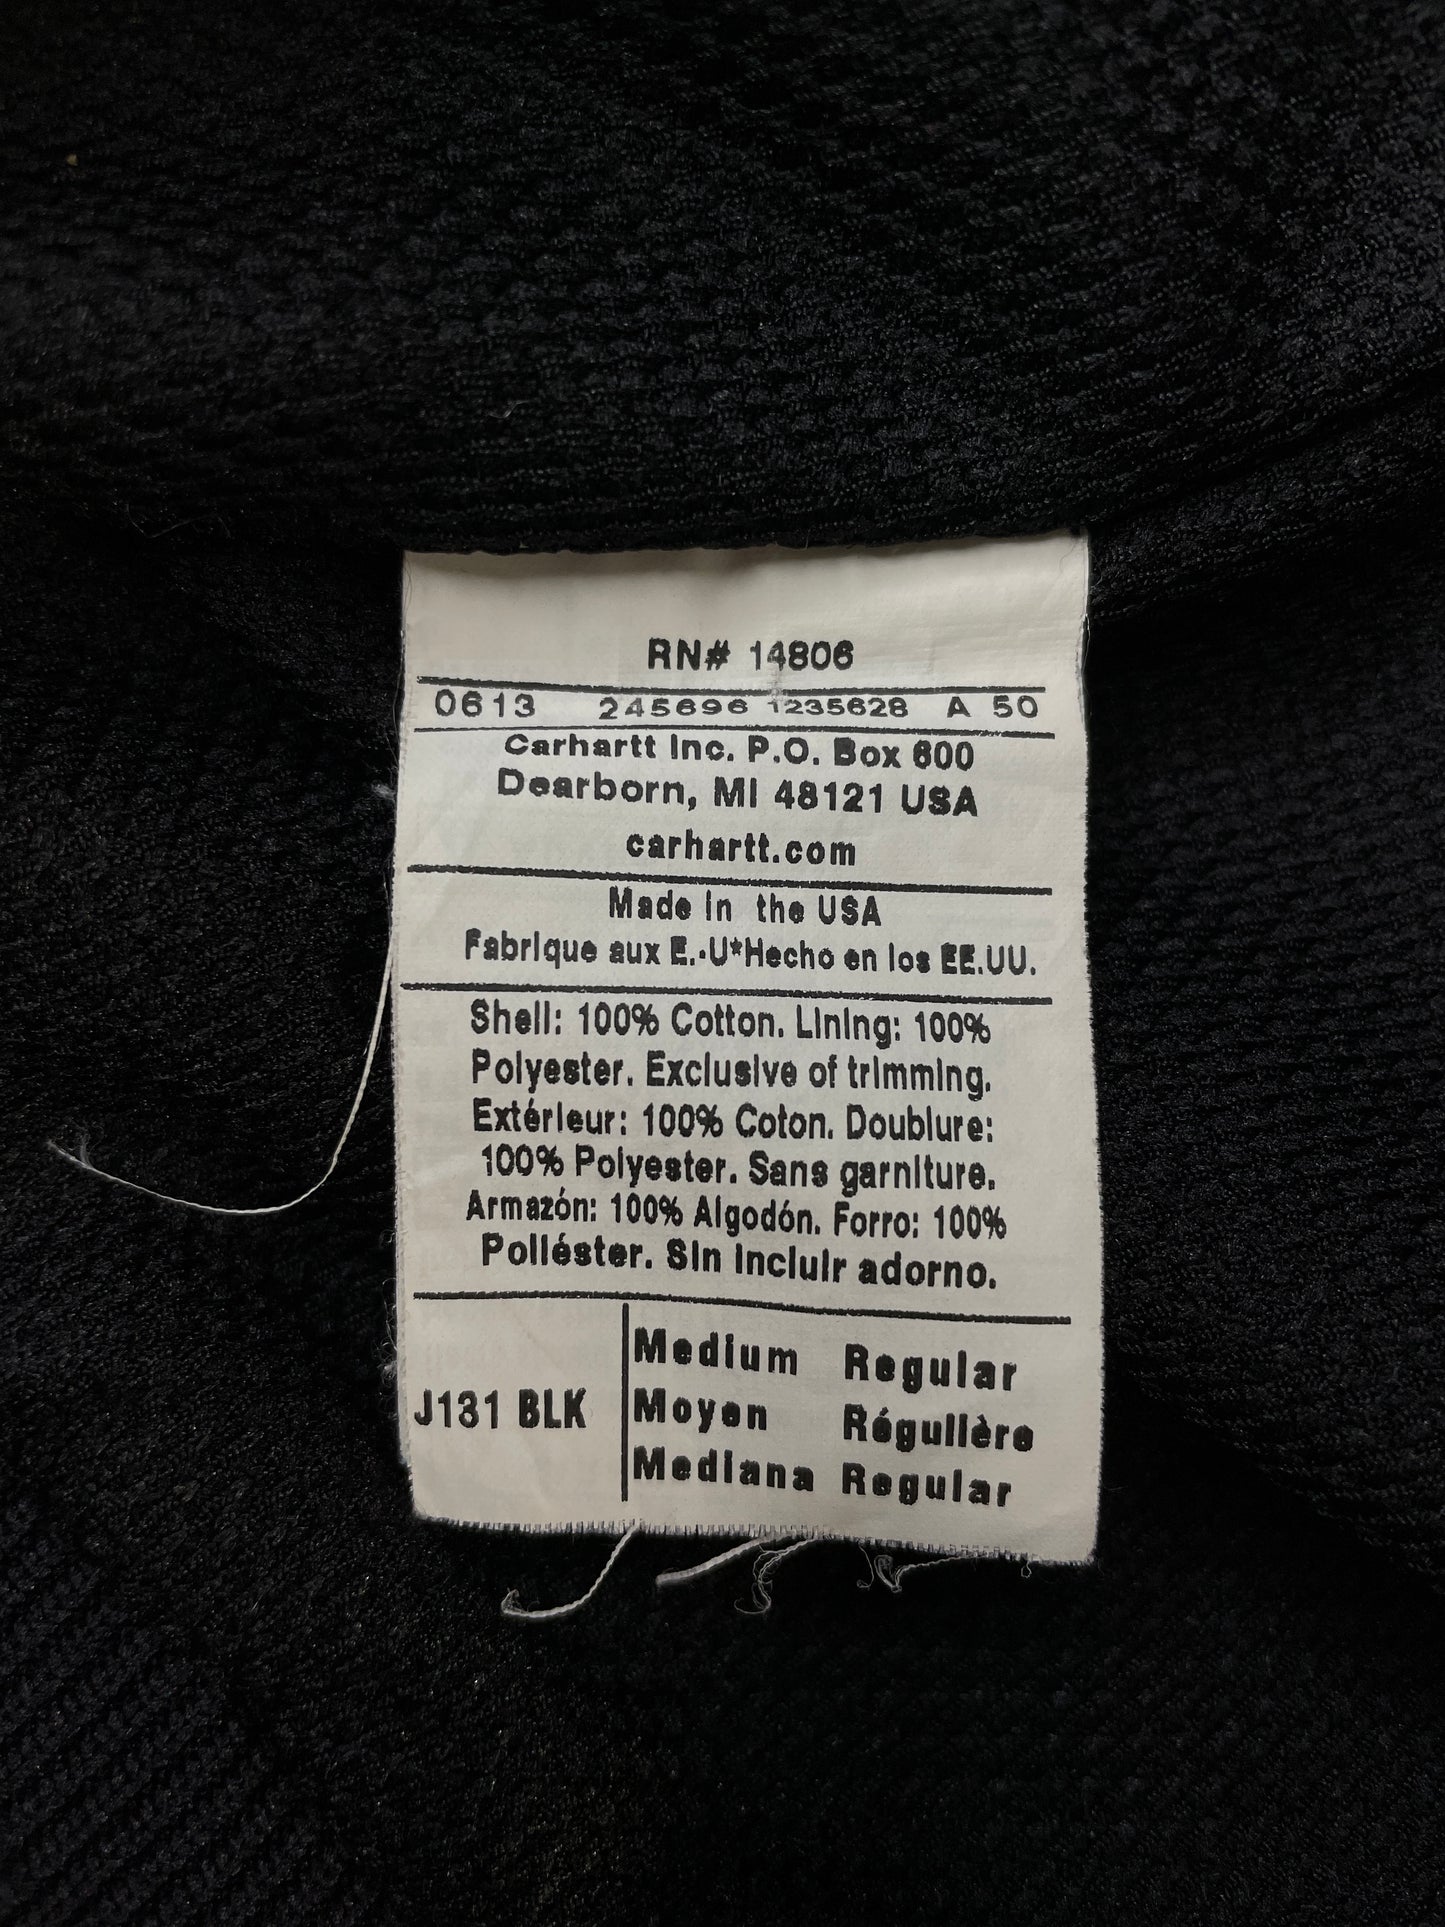 RN# 14806
0613 245696 1235628 A 50
Carhartt Inc. P.O. Box 600
Dearborn, MI 48121 USA
carhartt.com
Made in the USA
Fabrique aux E.-U*Hecho en los EE.UU.
Shell: 100% Cotton. Lining: 100%
Polyester. Exclusive of trimming.
Extérieur: 100% Coton. Doublure:
100% Polyester. Sans garniture.
Armazón: 100% Algodón. Forro: 100%
Poliéster. Sin incluir adorno.
J131 BLK
Medium Regular
Moyen Régulière
Mediana Regular